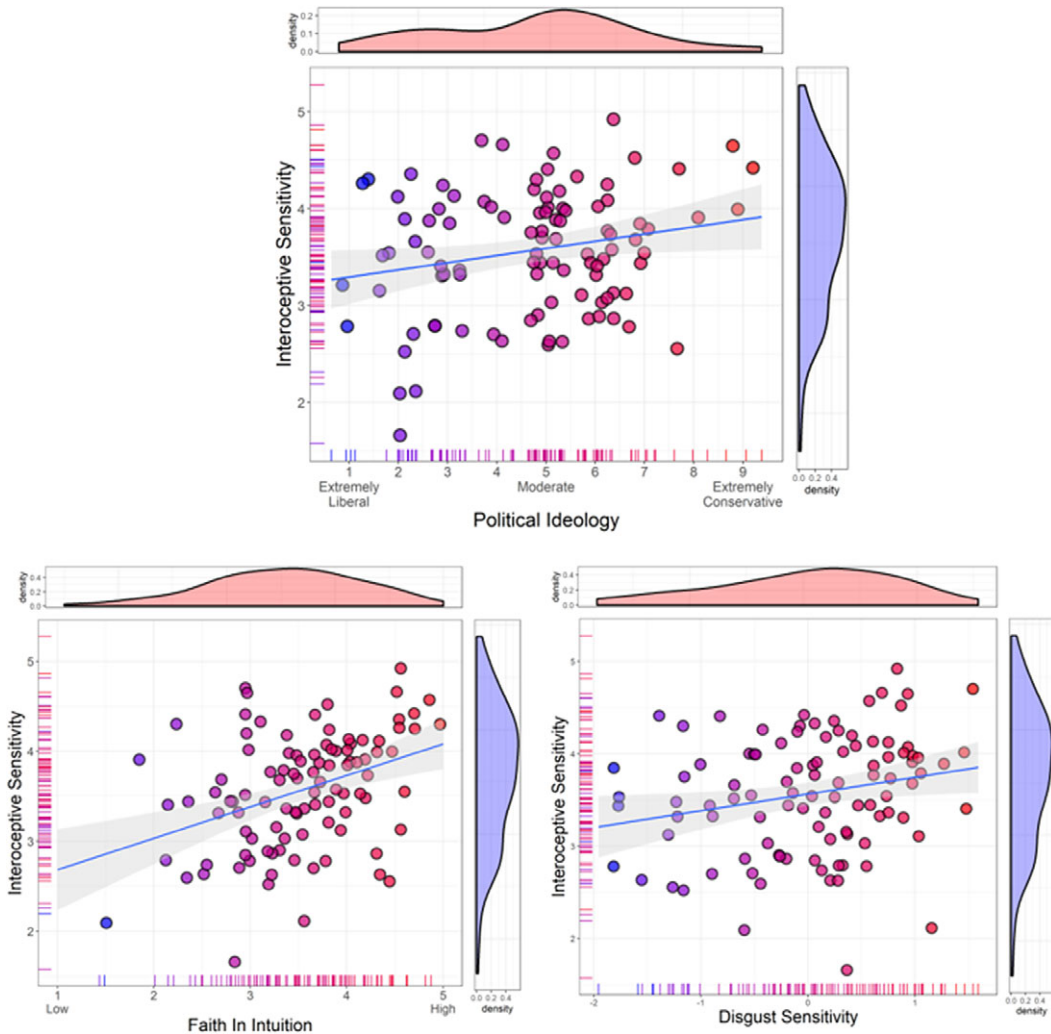 density
0.2
0.1
0.0
Interoceptive Sensitivity
5
4
3
2
1 2 3 4 5 6 7 8 9
Extremely Liberal
Moderate
Extremely Conservative
Political Ideology
0.0 0.2 0.4
density
density
0.4
0.2
0.0
Interoceptive Sensitivity
5
4
3
2
1 2 3 4 5
Low
High
Faith In Intuition
0.0 0.2 0.4
density
density
0.4
0.2
0.0
Interoceptive Sensitivity
5
4
3
2
-2 -1 0 1
Disgust Sensitivity
0.0 0.2 0.4
density